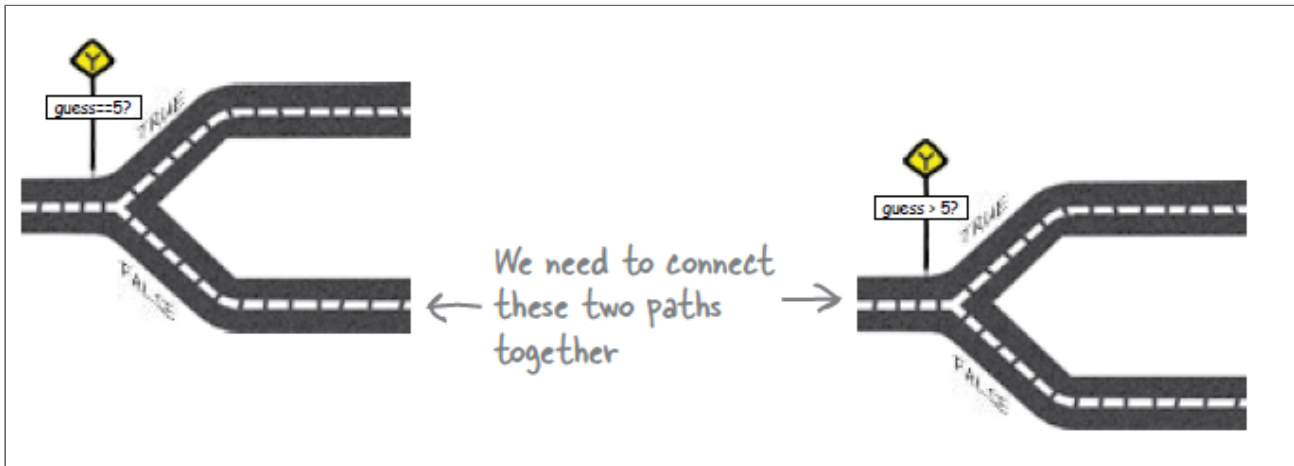 guess==5?
TRUE
FALSE
We need to connect
these two paths
together
guess > 5?
TRUE
FALSE